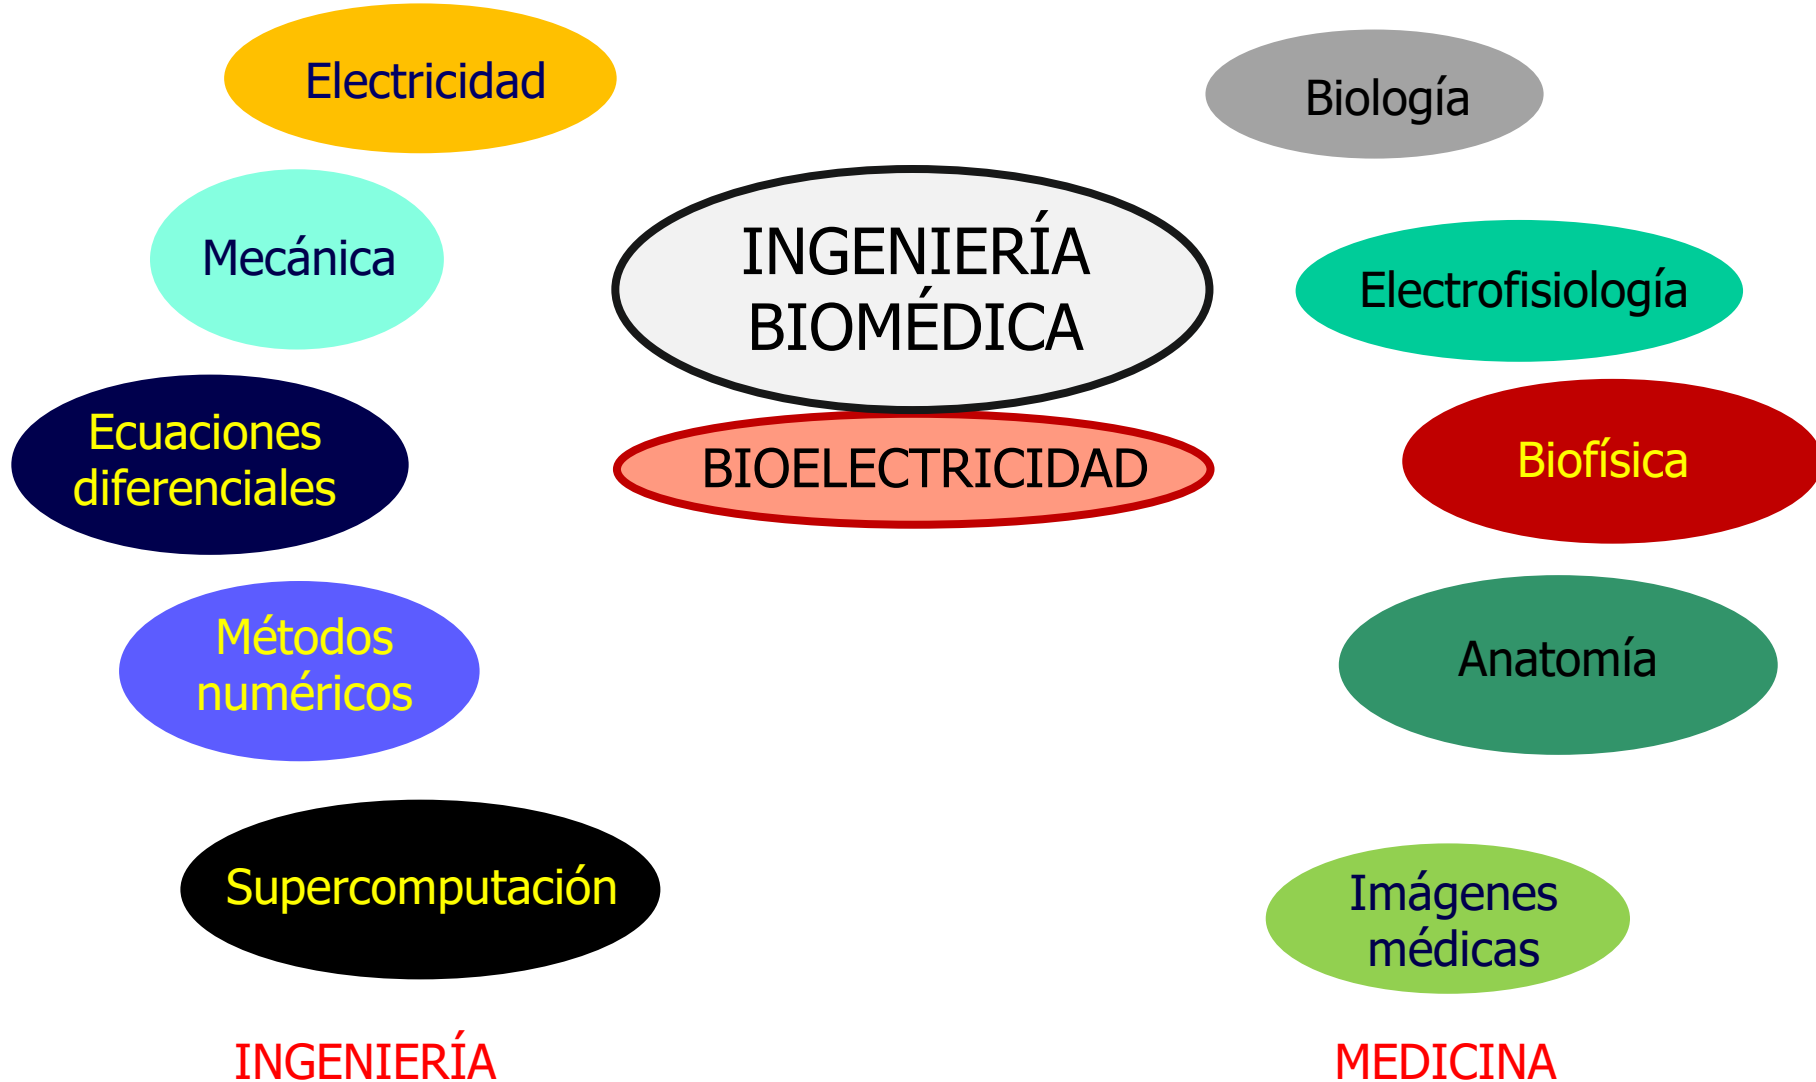 Electricidad
Mecánica
Ecuaciones
diferenciales
Métodos
numéricos
Supercomputación
INGENIERÍA
INGENIERÍA
BIOMÉDICA
BIOELECTRICIDAD
Biología
Electrofisiología
Biofísica
Anatomía
Imágenes
médicas
MEDICINA